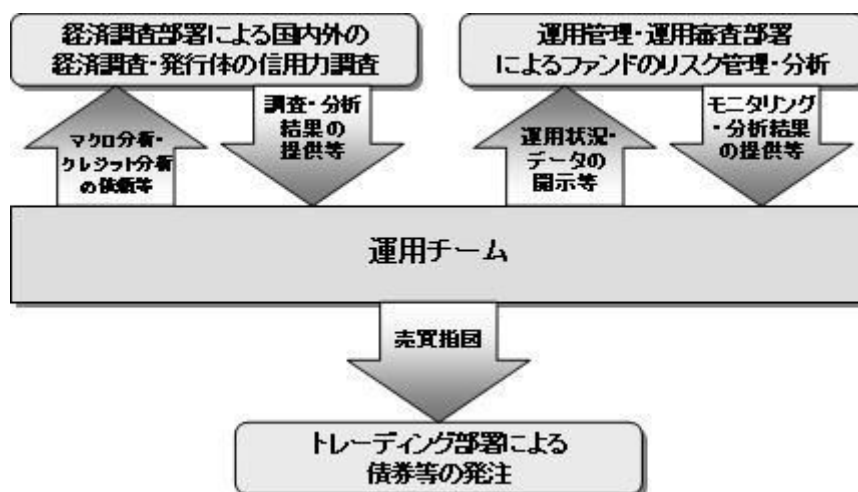 経済調査部署による国内外の
経済調査・発行体の信用力調査
運用管理・運用審査部署
によるファンドのリスク管理・分析
マクロ分析・
クレジット分析
の依頼等
調査・分析
結果の
提供等
運用状況・
データの
開示等
モニタリング
・分析結果
の提供等
運用チーム
売買指図
トレーディング部署による
債券等の発注